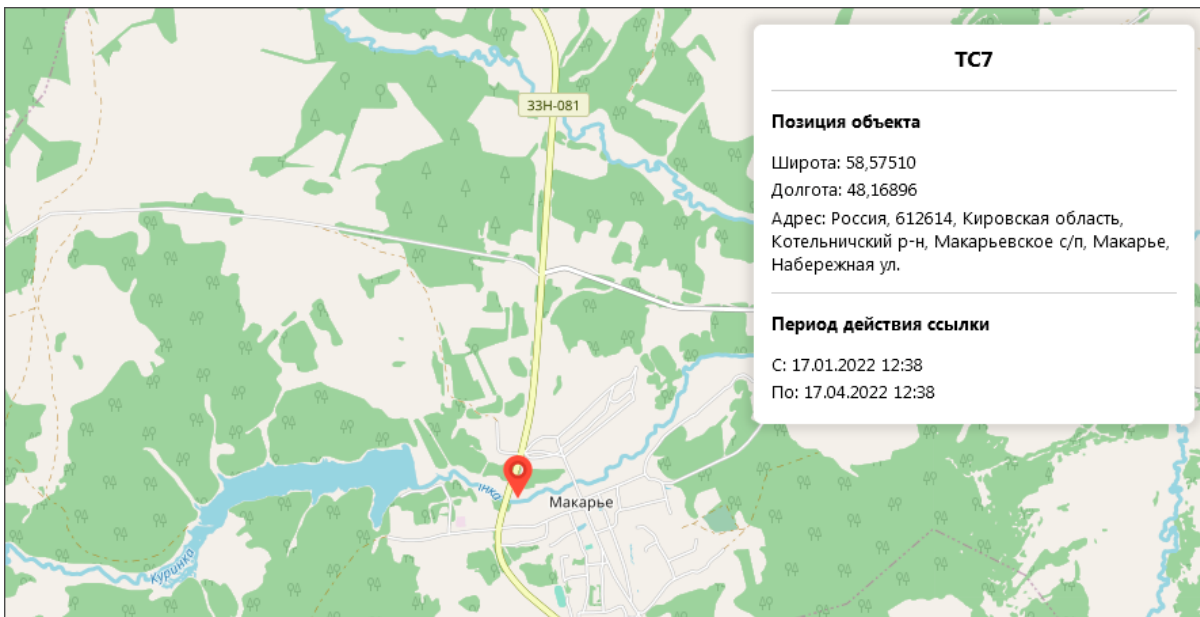 33Н-081
ТС7
Позиция объекта
Широта: 58,57510
Долгота: 48,16896
Адрес: Россия, 612614, Кировская область,
Котельничский р-н, Макарьевское с/п, Макарье,
Набережная ул.
Период действия ссылки
С: 17.01.2022 12:38
По: 17.04.2022 12:38
инка
Макарье
Куринка